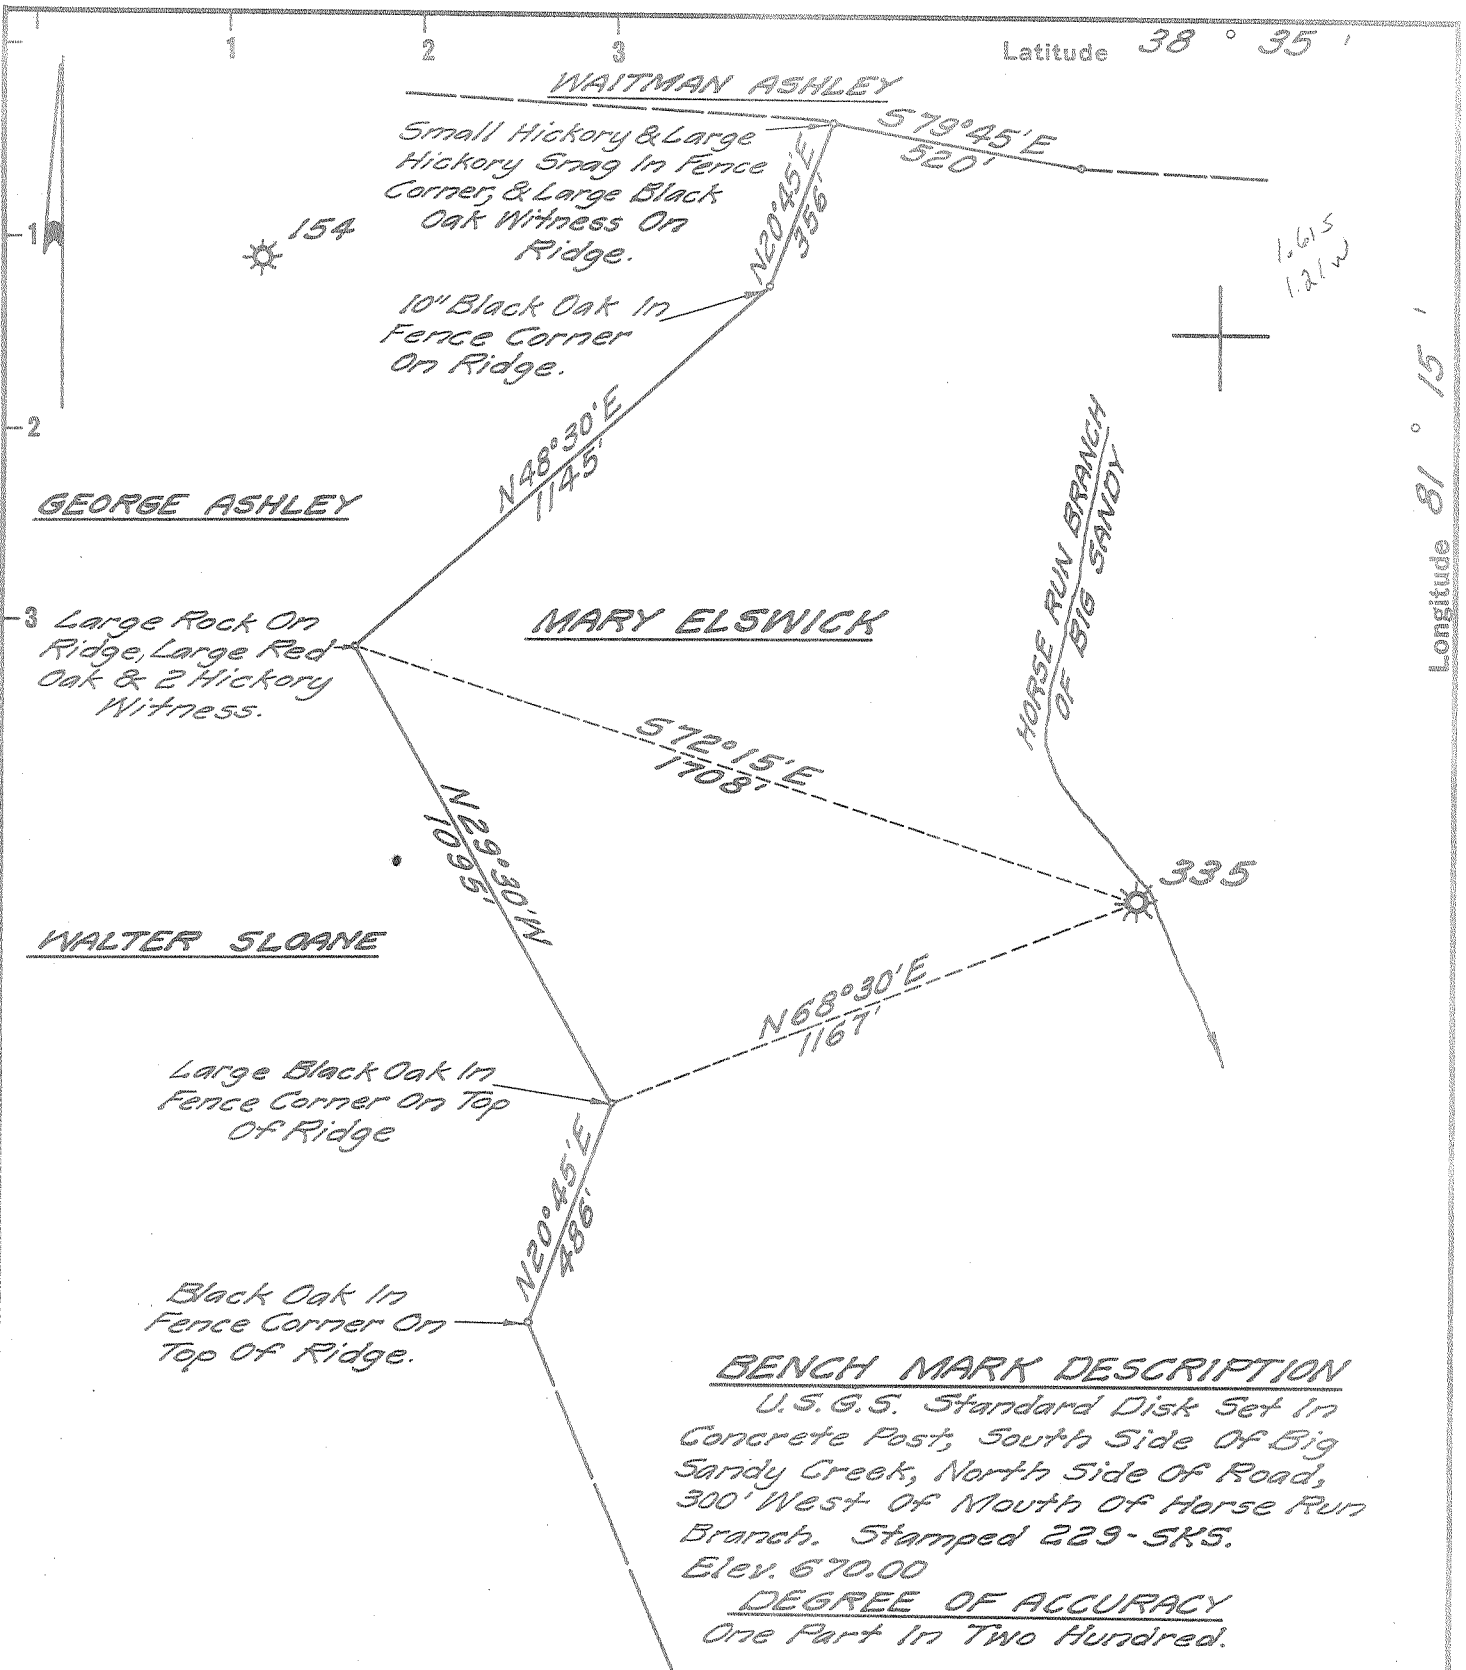 1 2 3
Latitude 38 ° 35 '
WAITMAN ASHLEY
Small Hickory & Large
Hickory Snag In Fence
Corner, & Large Black
Oak Witness On
Ridge.
S79°45'E
520'
N20°45'E
356'
1
154
1.61 S
1.21 W
10" Black Oak In
Fence Corner
On Ridge.
Longitude 81 ° 15 '
2
N48°30'E
1145'
HORSE RUN BRANCH
OF BIG SANDY
GEORGE ASHLEY
3
Large Rock On
Ridge, Large Red
Oak & 2 Hickory
Witness.
MARY ELSWICK
S72°15'E
1708'
N29°30'W
1095'
335
WALTER SLOANE
N68°30'E
1167'
Large Black Oak In
Fence Corner On Top
Of Ridge
N20°45'E
486'
Black Oak In
Fence Corner On
Top Of Ridge.
BENCH MARK DESCRIPTION
U.S.G.S. Standard Disk Set In
Concrete Post, South Side Of Big
Sandy Creek, North Side Of Road,
300' West Of Mouth Of Horse Run
Branch. Stamped 229-SKS.
Elev. 670.00
DEGREE OF ACCURACY
One Part In Two Hundred.